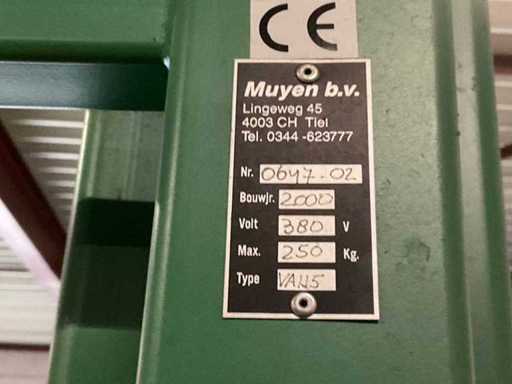 CE
Muyen b.v.
Lingeweg 45
4003 CH Tiel
Tel. 0344-623777
Nr. 0647-02
Bouwjr. 2000
Volt 380 V
Max. 250 Kg.
Type